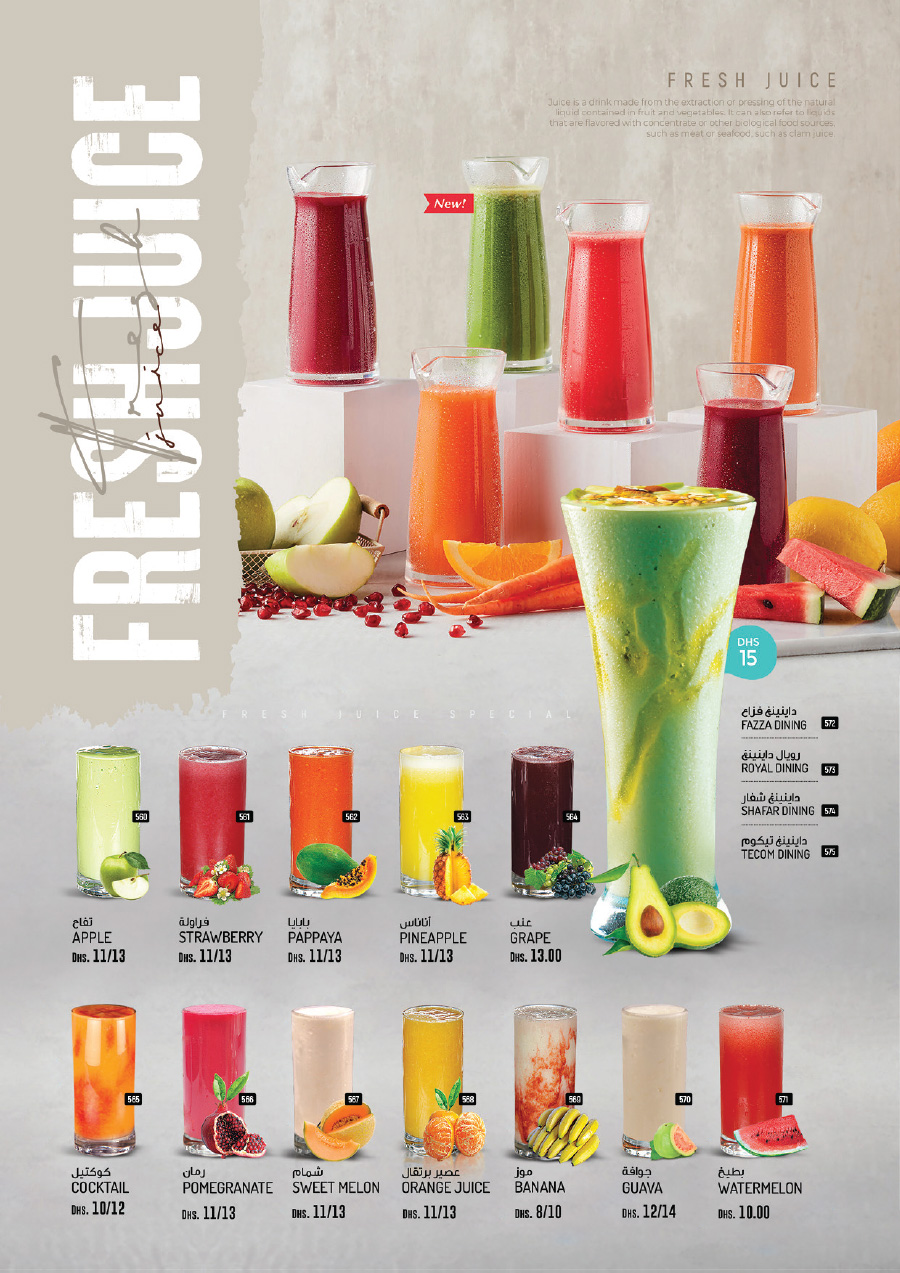 FRESH JUICE
Fresh
juice
FRESH JUICE
Juice is a drink made from the extraction of pressing of the natural
liquid contained in fruit and vegetables. It can also refer to liquids
that are flavored with concentrate or other biological food sources,
such as meat or seafood, such as clam juice.
New!
DHS
15
FRESH JUICE SPECIAL
داينينغ فزاع
FAZZA DINING 572
رويال داينينغ
ROYAL DINING 573
داينينغ شفار
SHAFAR DINING 574
داينينغ تيكوم
TECOM DINING 575
560
تفاح
APPLE
DHS. 11/13
561
فراولة
STRAWBERRY
DHS. 11/13
562
بابايا
PAPPAYA
DHS. 11/13
563
أناناس
PINEAPPLE
DHS. 11/13
564
عنب
GRAPE
DHS. 13.00
565
كوكتيل
COCKTAIL
DHS. 10/12
566
رمان
POMEGRANATE
DHS. 11/13
567
شمام
SWEET MELON
DHS. 11/13
568
عصير برتقال
ORANGE JUICE
DHS. 11/13
569
موز
BANANA
DHS. 8/10
570
جوافة
GUAVA
DHS. 12/14
571
بطيخ
WATERMELON
DHS. 10.00